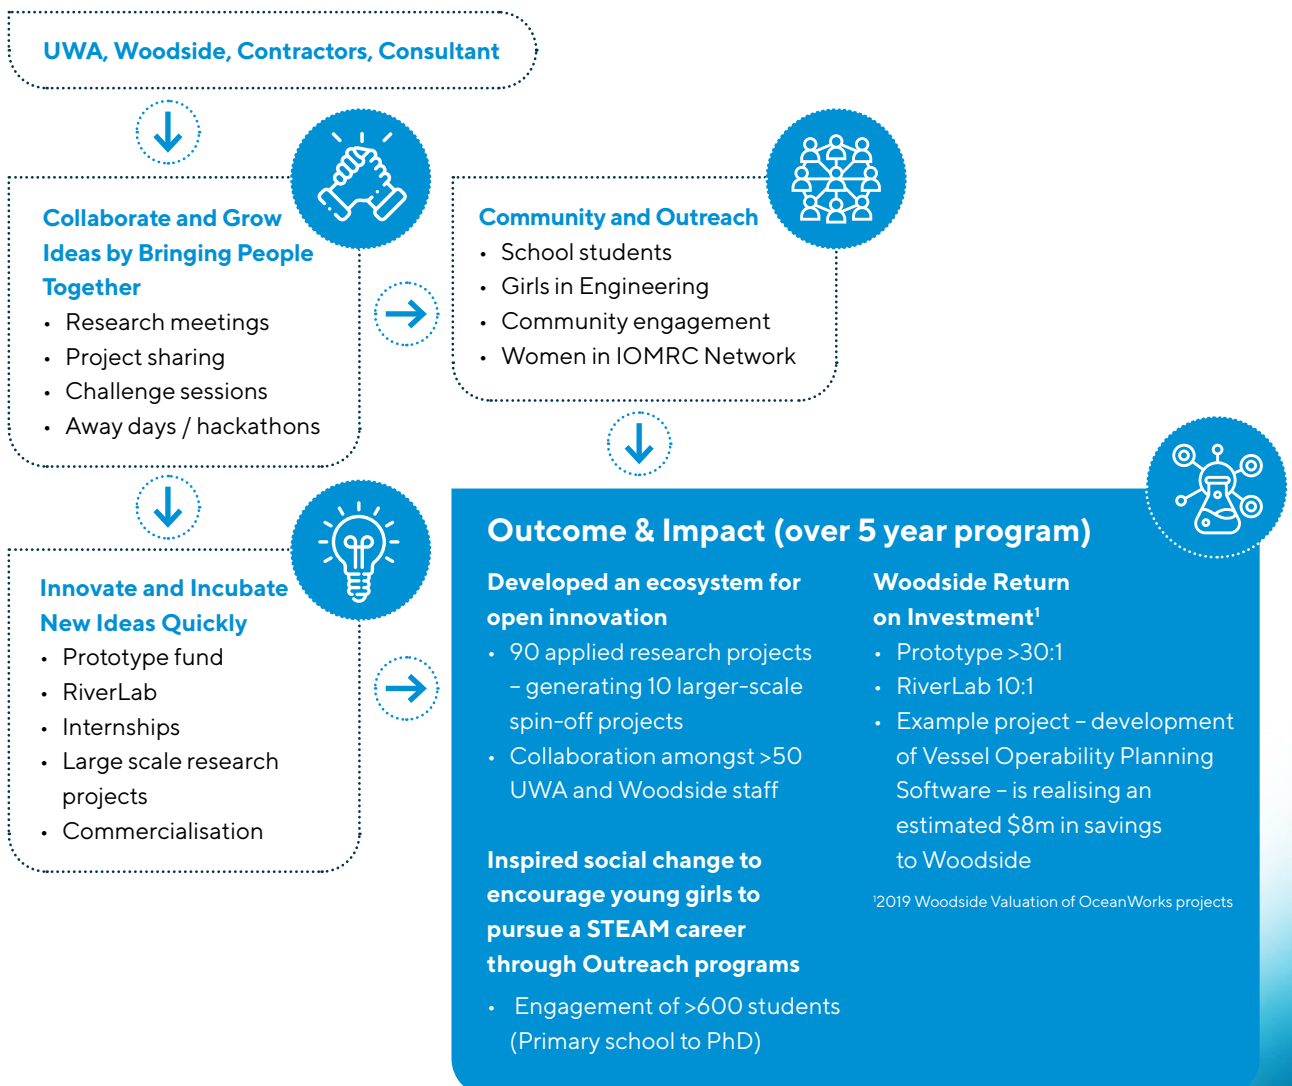 UWA, Woodside, Contractors, Consultant
Collaborate and Grow
Ideas by Bringing People
Together
• Research meetings
• Project sharing
• Challenge sessions
• Away days / hackathons
Community and Outreach
• School students
• Girls in Engineering
• Community engagement
• Women in IOMRC Network
Innovate and Incubate
New Ideas Quickly
• Prototype fund
• RiverLab
• Internships
• Large scale research
projects
• Commercialisation
Outcome & Impact (over 5 year program)
Developed an ecosystem for
open innovation
• 90 applied research projects
– generating 10 larger-scale
spin-off projects
• Collaboration amongst >50
UWA and Woodside staff
Inspired social change to
encourage young girls to
pursue a STEAM career
through Outreach programs
• Engagement of >600 students
(Primary school to PhD)
Woodside Return
on Investment¹
• Prototype >30:1
• RiverLab 10:1
• Example project – development
of Vessel Operability Planning
Software – is realising an
estimated $8m in savings
to Woodside
¹2019 Woodside Valuation of OceanWorks projects